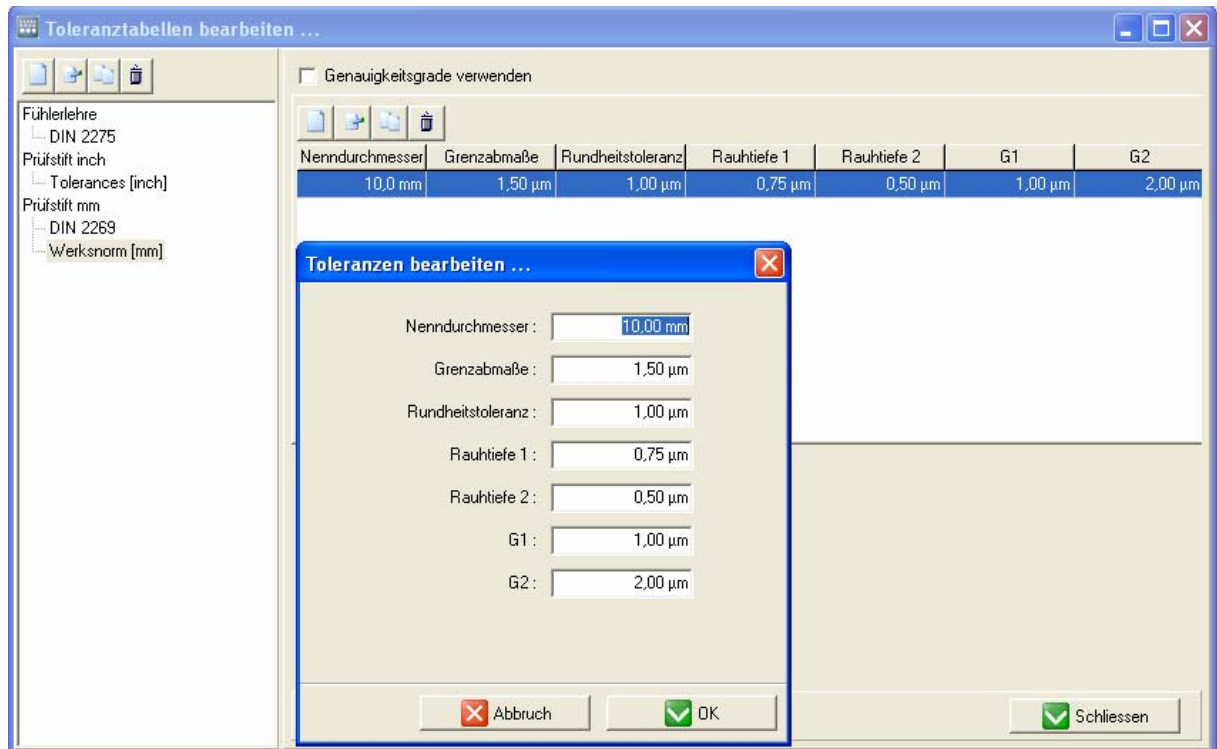 Toleranztabellen bearbeiten ...
Fühlerlehre
DIN 2275
Prüfstift inch
Tolerances [inch]
Prüfstift mm
DIN 2269
Werksnorm [mm]
Genauigkeitsgrade verwenden
Nenndurchmesser Grenzabmaße Rundheitstoleranz Rauhtiefe 1 Rauhtiefe 2 G1 G2
10,0 mm 1,50 µm 1,00 µm 0,75 µm 0,50 µm 1,00 µm 2,00 µm
Toleranzen bearbeiten ...
Nenndurchmesser : 10,00 mm
Grenzabmaße : 1,50 µm
Rundheitstoleranz : 1,00 µm
Rauhtiefe 1 : 0,75 µm
Rauhtiefe 2 : 0,50 µm
G1 : 1,00 µm
G2 : 2,00 µm
Abbruch OK
Schliessen